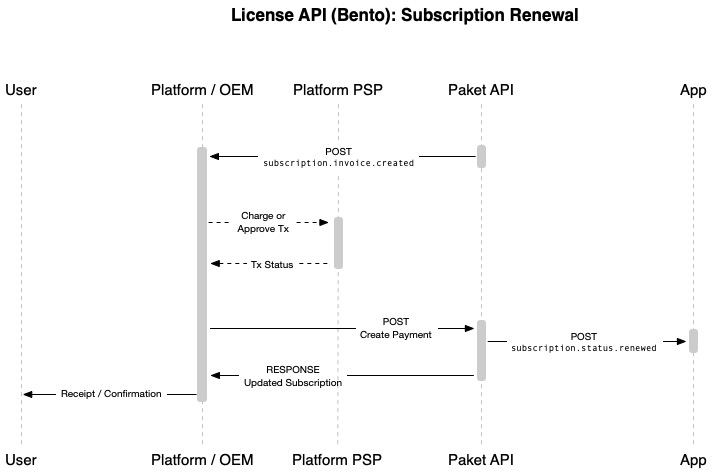 License API (Bento): Subscription Renewal
User
Platform / OEM
Platform PSP
Paket API
App
POST
subscription.invoice.created
Charge or
Approve Tx
Tx Status
POST
Create Payment
POST
subscription.status.renewed
RESPONSE
Updated Subscription
Receipt / Confirmation
User
Platform / OEM
Platform PSP
Paket API
App